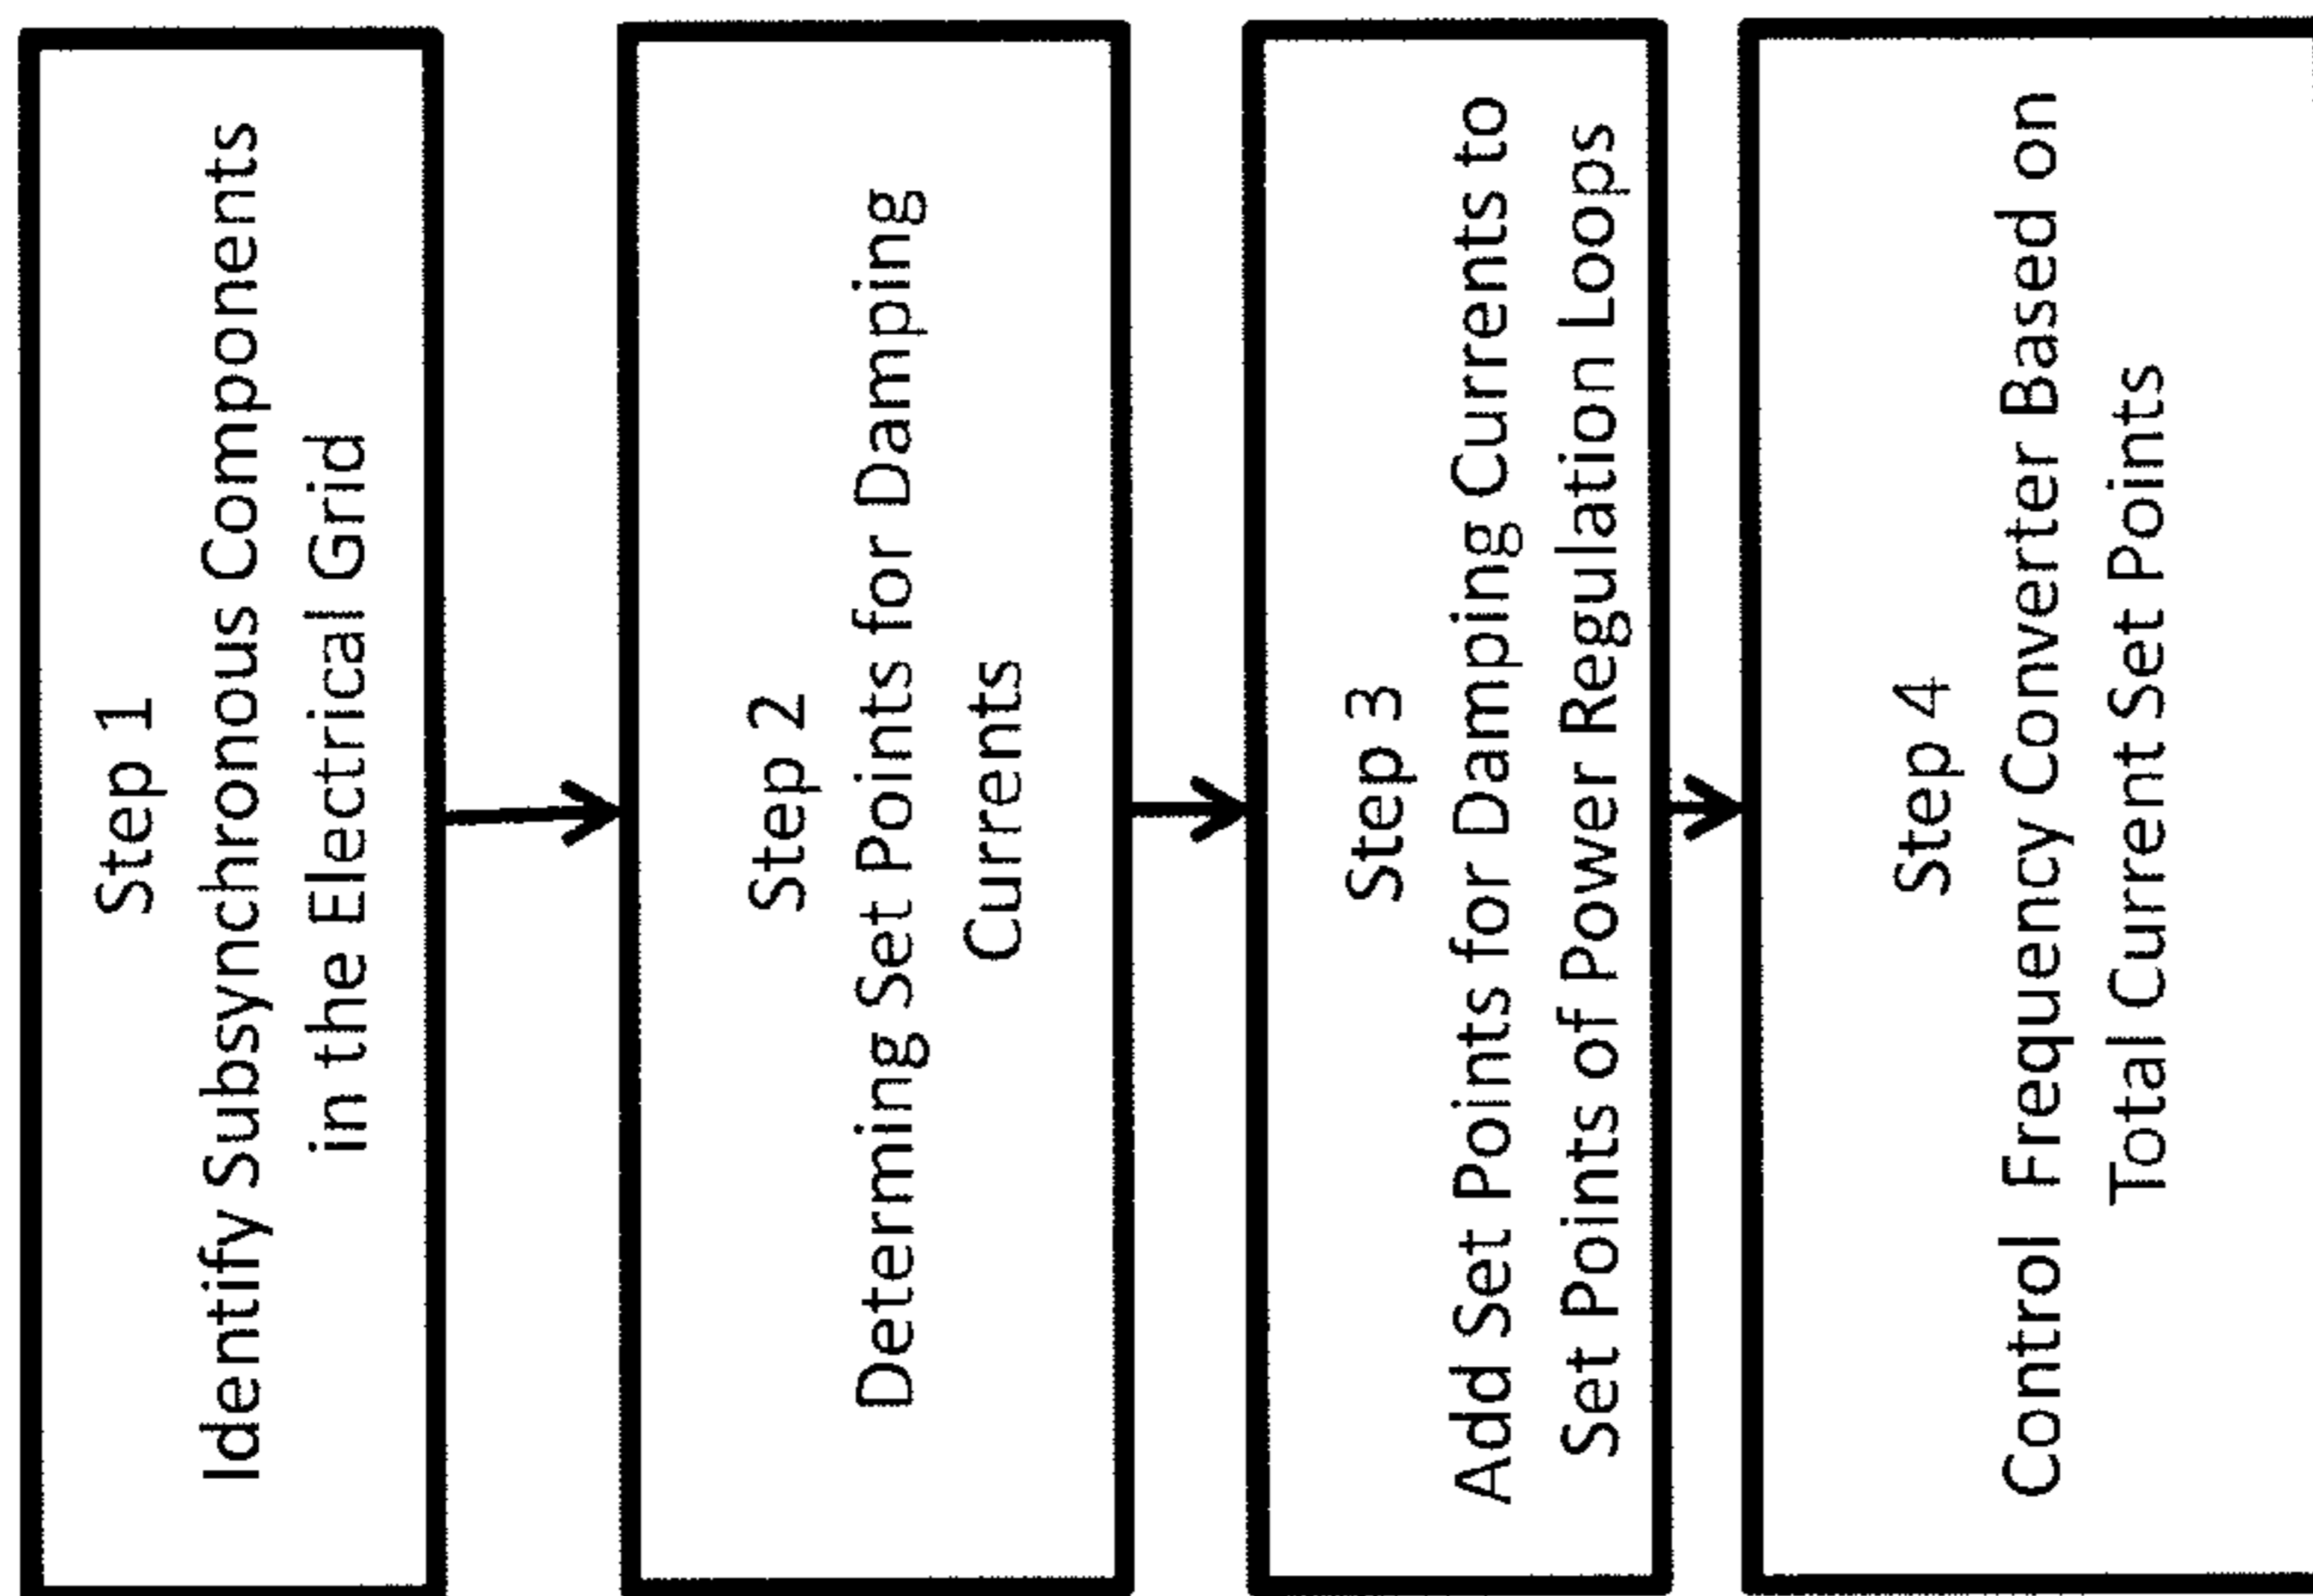 Step 1
Identify Subsynchronous Components
in the Electrical Grid
Step 2
Determing Set Points for Damping
Currents
Step 3
Add Set Points for Damping Currents to
Set Points of Power Regulation Loops
Step 4
Control Frequency Converter Based on
Total Current Set Points